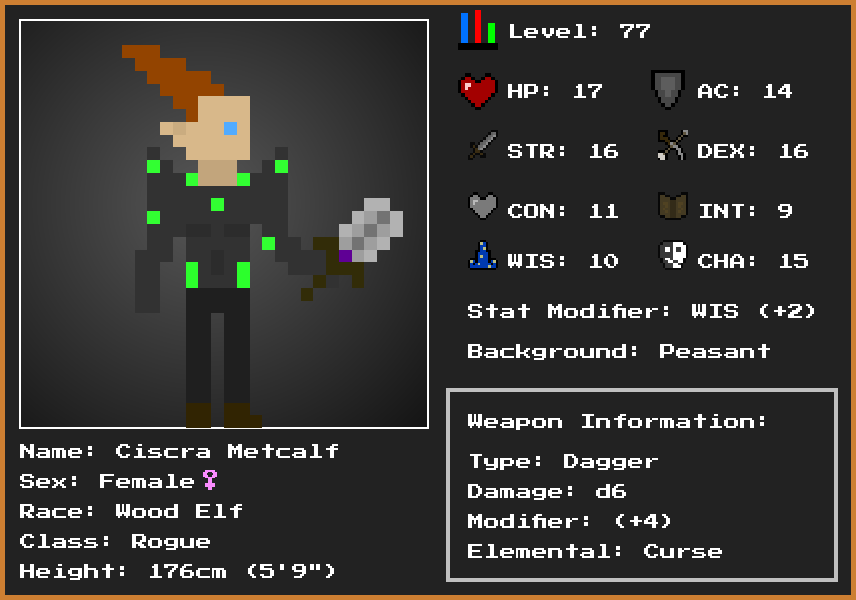 Level: 77
HP: 17
AC: 14
STR: 16
DEX: 16
CON: 11
INT: 9
WIS: 10
CHA: 15
Stat Modifier: WIS (+2)
Background: Peasant
Weapon Information:
Type: Dagger
Damage: d6
Modifier: (+4)
Elemental: Curse
Name: Ciscra Metcalf
Sex: Female♀
Race: Wood Elf
Class: Rogue
Height: 176cm (5'9")